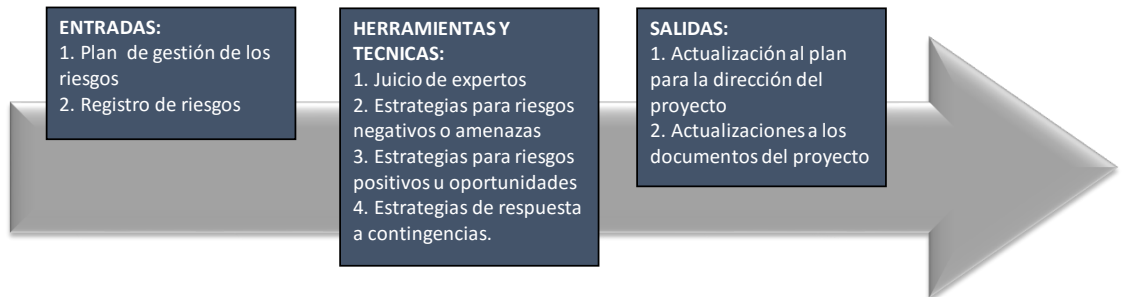 ENTRADAS:
1. Plan de gestión de los
riesgos
2. Registro de riesgos
HERRAMIENTAS Y
TECNICAS:
1. Juicio de expertos
2. Estrategias para riesgos
negativos o amenazas
3. Estrategias para riesgos
positivos u oportunidades
4. Estrategias de respuesta
a contingencias.
SALIDAS:
1. Actualización al plan
para la dirección del
proyecto
2. Actualizaciones a los
documentos del proyecto